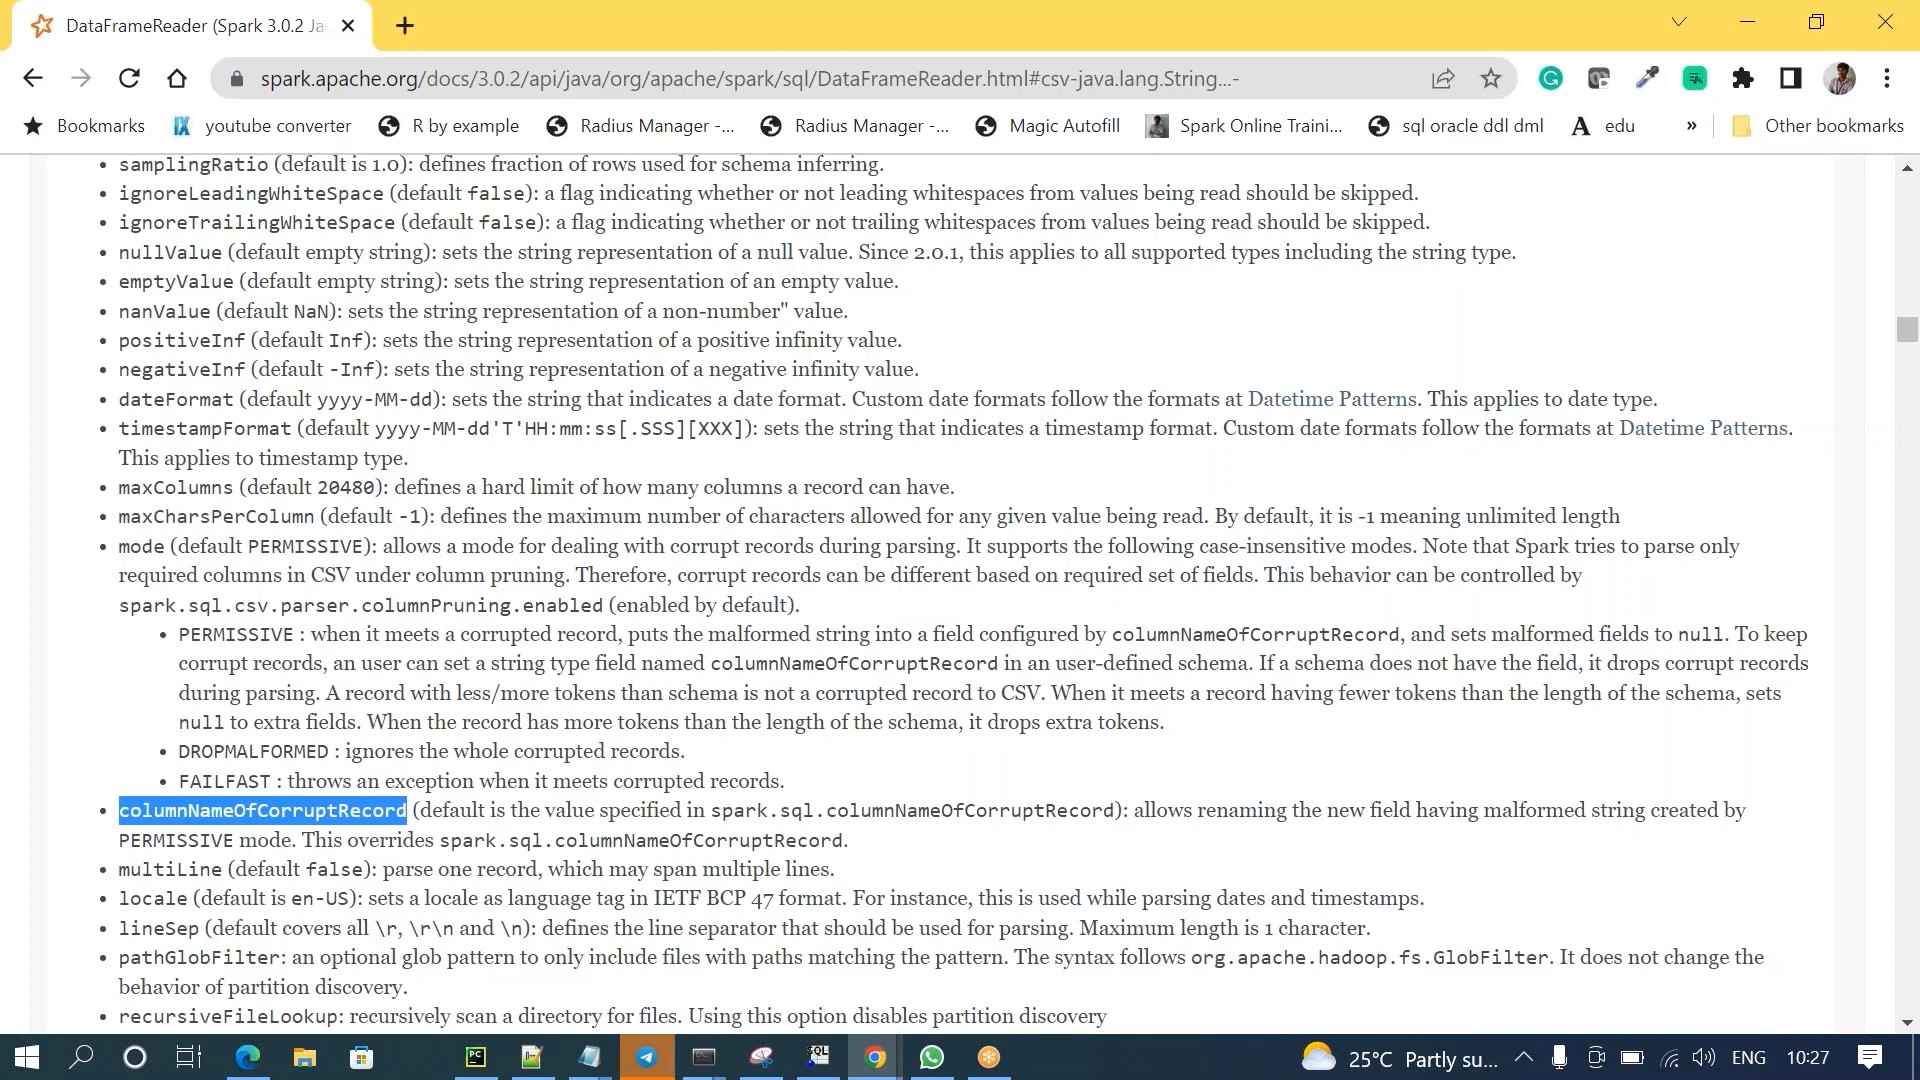 DataFrameReader (Spark 3.0.2 Ja
spark.apache.org/docs/3.0.2/api/java/org/apache/spark/sql/DataFrameReader.html#csv-java.lang.String...-
Bookmarks youtube converter R by example Radius Manager -... Radius Manager -... Magic Autofill Spark Online Traini... sql oracle ddl dml edu » Other bookmarks
• samplingRatio (default is 1.0): defines fraction of rows used for schema inferring.
• ignoreLeadingWhiteSpace (default false): a flag indicating whether or not leading whitespaces from values being read should be skipped.
• ignoreTrailingWhiteSpace (default false): a flag indicating whether or not trailing whitespaces from values being read should be skipped.
• nullValue (default empty string): sets the string representation of a null value. Since 2.0.1, this applies to all supported types including the string type.
• emptyValue (default empty string): sets the string representation of an empty value.
• nanValue (default NaN): sets the string representation of a non-number" value.
• positiveInf (default Inf): sets the string representation of a positive infinity value.
• negativeInf (default -Inf): sets the string representation of a negative infinity value.
• dateFormat (default yyyy-MM-dd): sets the string that indicates a date format. Custom date formats follow the formats at Datetime Patterns. This applies to date type.
• timestampFormat (default yyyy-MM-dd'T'HH:mm:ss[.SSS][XXX]): sets the string that indicates a timestamp format. Custom date formats follow the formats at Datetime Patterns.
This applies to timestamp type.
• maxColumns (default 20480): defines a hard limit of how many columns a record can have.
• maxCharsPerColumn (default -1): defines the maximum number of characters allowed for any given value being read. By default, it is -1 meaning unlimited length
• mode (default PERMISSIVE): allows a mode for dealing with corrupt records during parsing. It supports the following case-insensitive modes. Note that Spark tries to parse only
required columns in CSV under column pruning. Therefore, corrupt records can be different based on required set of fields. This behavior can be controlled by
spark.sql.csv.parser.columnPruning.enabled (enabled by default).
• PERMISSIVE : when it meets a corrupted record, puts the malformed string into a field configured by columnNameOfCorruptRecord, and sets malformed fields to null. To keep
corrupt records, an user can set a string type field named columnNameOfCorruptRecord in an user-defined schema. If a schema does not have the field, it drops corrupt records
during parsing. A record with less/more tokens than schema is not a corrupted record to CSV. When it meets a record having fewer tokens than the length of the schema, sets
null to extra fields. When the record has more tokens than the length of the schema, it drops extra tokens.
• DROPMALFORMED : ignores the whole corrupted records.
• FAILFAST : throws an exception when it meets corrupted records.
• columnNameOfCorruptRecord (default is the value specified in spark.sql.columnNameOfCorruptRecord): allows renaming the new field having malformed string created by
PERMISSIVE mode. This overrides spark.sql.columnNameOfCorruptRecord.
• multiLine (default false): parse one record, which may span multiple lines.
• locale (default is en-US): sets a locale as language tag in IETF BCP 47 format. For instance, this is used while parsing dates and timestamps.
• lineSep (default covers all \r, \r\n and \n): defines the line separator that should be used for parsing. Maximum length is 1 character.
• pathGlobFilter: an optional glob pattern to only include files with paths matching the pattern. The syntax follows org.apache.hadoop.fs.GlobFilter. It does not change the
behavior of partition discovery.
• recursiveFileLookup: recursively scan a directory for files. Using this option disables partition discovery
PC SQL 25°C Partly su... ENG 10:27